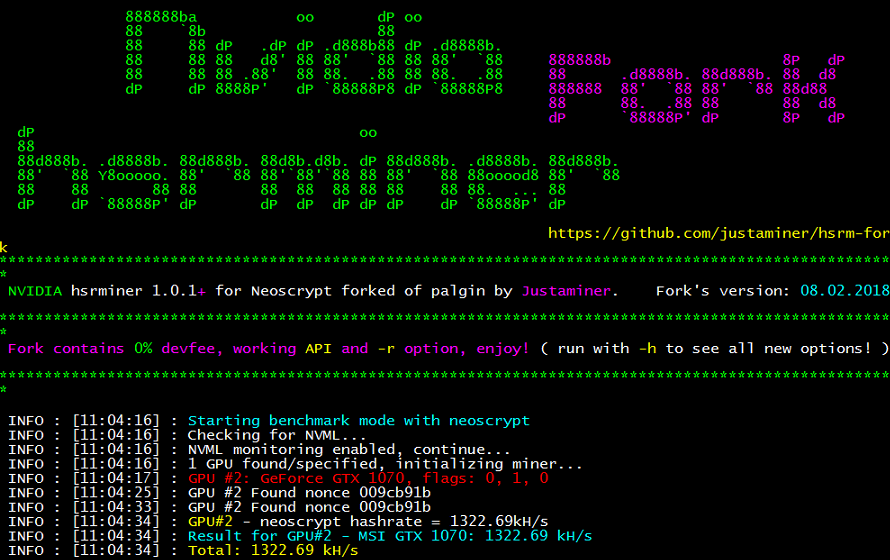 Nvidia
Fork
hsrminer
https://github.com/justaminer/hsrm-for
k
NVIDIA hsrminer 1.0.1+ for Neoscrypt forked of palgin by Justaminer. Fork's version: 08.02.2018
Fork contains 0% devfee, working API and -r option, enjoy! ( run with -h to see all new options! )
INFO : [11:04:16] : Starting benchmark mode with neoscrypt
INFO : [11:04:16] : Checking for NVML...
INFO : [11:04:16] : NVML monitoring enabled, continue...
INFO : [11:04:16] : 1 GPU found/specified, initializing miner...
INFO : [11:04:17] : GPU #2: GeForce GTX 1070, flags: 0, 1, 0
INFO : [11:04:25] : GPU #2 Found nonce 009cb91b
INFO : [11:04:33] : GPU #2 Found nonce 009cb91b
INFO : [11:04:34] : GPU#2 - neoscrypt hashrate = 1322.69kH/s
INFO : [11:04:34] : Result for GPU#2 - MSI GTX 1070: 1322.69 kH/s
INFO : [11:04:34] : Total: 1322.69 kH/s